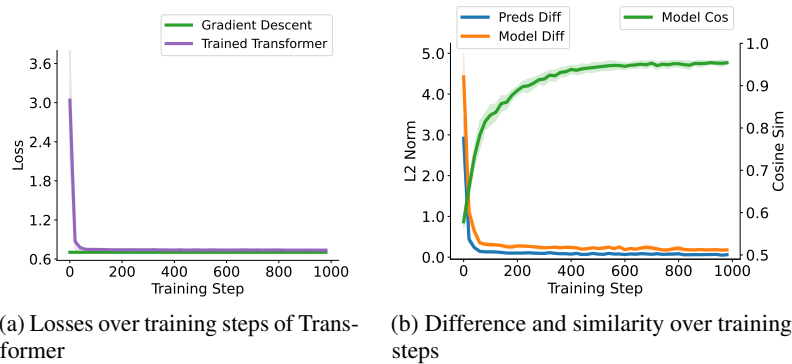 Gradient Descent
Trained Transformer
Loss
3.6
3.0
2.4
1.8
1.2
0.6
0 200 400 600 800 1000
Training Step
(a) Losses over training steps of Trans-
former
Preds Diff
Model Diff
Model Cos
L2 Norm
5.0
4.0
3.0
2.0
1.0
0.0
1.0
0.9
0.8
0.7
0.6
0.5
Cosine Sim
0 200 400 600 800 1000
Training Step
(b) Difference and similarity over training
steps